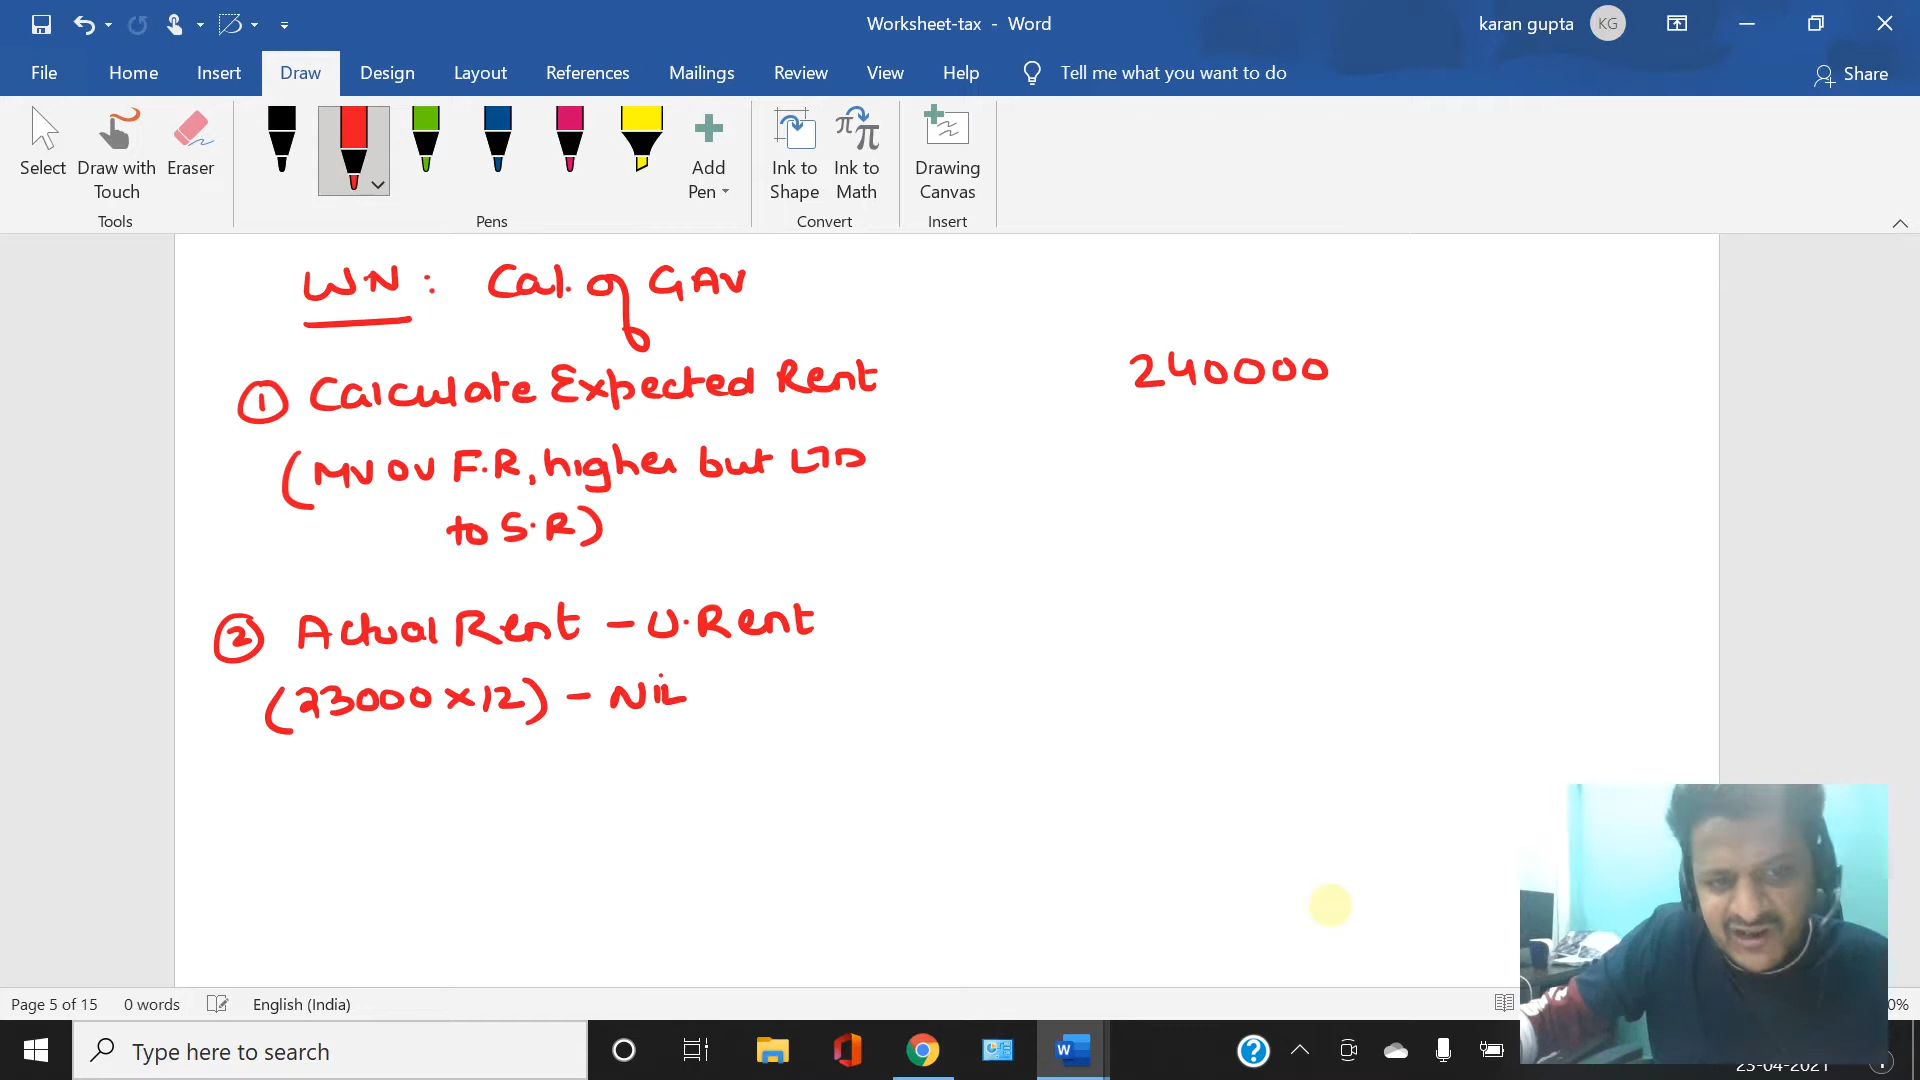 Worksheet-tax - Word
karan gupta KG
File Home Insert Draw Design Layout References Mailings Review View Help Tell me what you want to do Share
Select Draw with Touch Eraser Add Pen Ink to Shape Ink to Math Drawing Canvas
Tools Pens Convert Insert
WN : Cal. of GAV
① Calculate Expected Rent 240000
(MV or F.R, higher but LTD
to S.R)
② Actual Rent - U.Rent
(23000 × 12) - Nil
Page 5 of 15 0 words English (India) 0%
Type here to search
23-04-2021